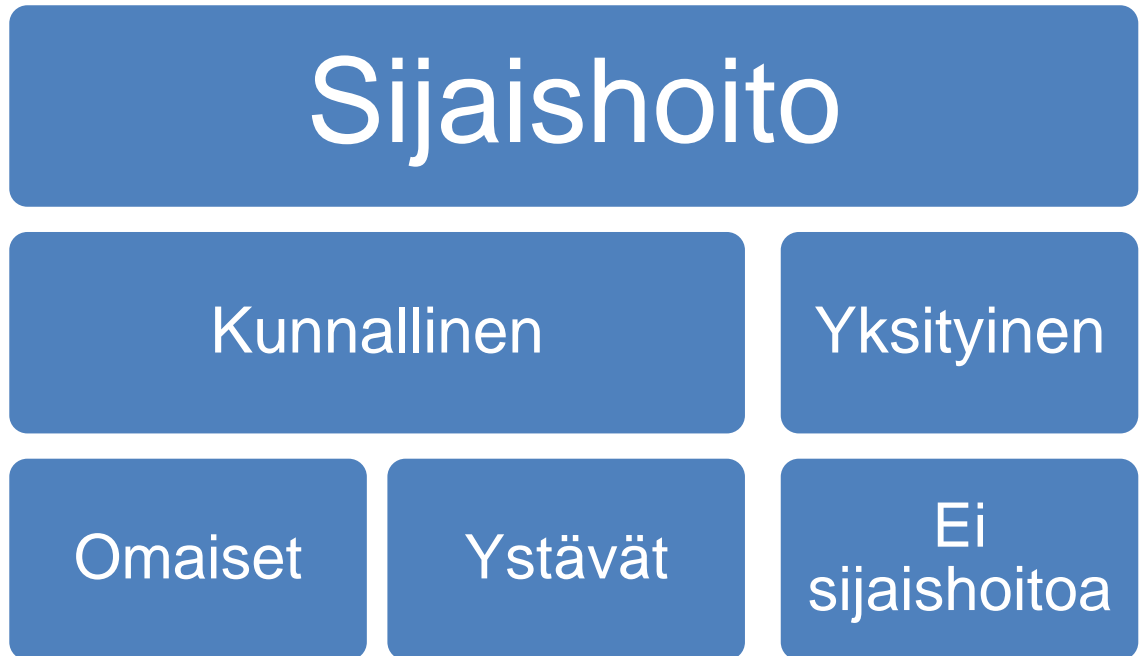 Sijaishoito
Kunnallinen
Yksityinen
Omaiset
Ystävät
Ei
sijaishoitoa